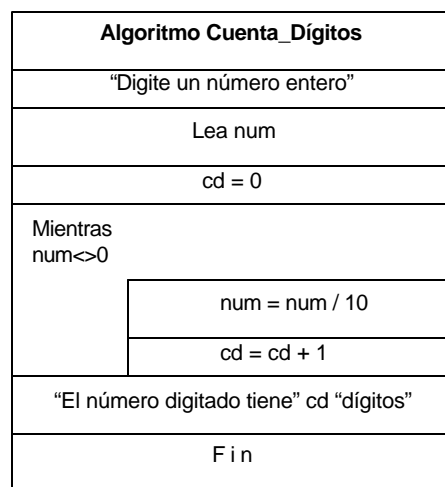 Algoritmo Cuenta_Dígitos
“Digite un número entero”
Lea num
cd = 0
Mientras
num<>0
num = num / 10
cd = cd + 1
“El número digitado tiene” cd “dígitos”
F i n